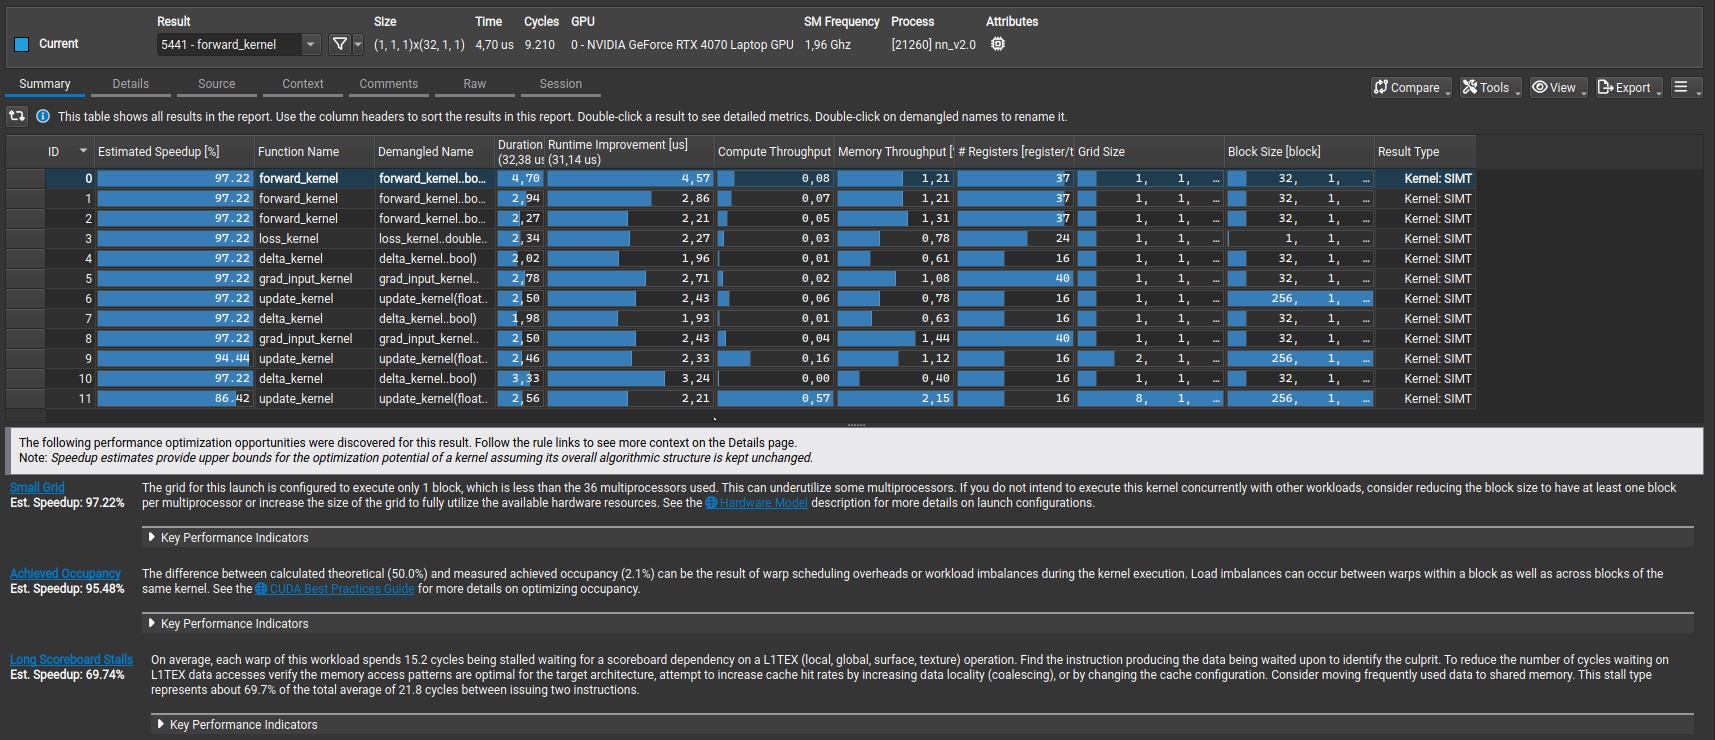 Result Size Time Cycles GPU SM Frequency Process Attributes
Current 5441 - forward_kernel (1, 1, 1)x(32, 1, 1) 4,70 us 9.210 0 - NVIDIA GeForce RTX 4070 Laptop GPU 1,96 Ghz [21260] nn_v2.0
Summary Details Source Context Comments Raw Session Compare Tools View Export
This table shows all results in the report. Use the column headers to sort the results in this report. Double-click a result to see detailed metrics. Double-click on demangled names to rename it.
ID Estimated Speedup [%] Function Name Demangled Name Duration (32,38 us Runtime Improvement [us] (31,14 us) Compute Throughput Memory Throughput [ # Registers [register/t Grid Size Block Size [block] Result Type
0 97.22 forward_kernel forward_kernel..bo... 4,70 4,57 0,08 1,21 37 1, 1, ... 32, 1, ... Kernel: SIMT
1 97.22 forward_kernel forward_kernel..bo... 2,94 2,86 0,07 1,21 37 1, 1, ... 32, 1, ... Kernel: SIMT
2 97.22 forward_kernel forward_kernel..bo... 2,27 2,21 0,05 1,31 37 1, 1, ... 32, 1, ... Kernel: SIMT
3 97.22 loss_kernel loss_kernel..double.. 2,34 2,27 0,03 0,78 24 1, 1, ... 1, 1, ... Kernel: SIMT
4 97.22 delta_kernel delta_kernel..bool) 2,02 1,96 0,01 0,61 16 1, 1, ... 32, 1, ... Kernel: SIMT
5 97.22 grad_input_kernel grad_input_kernel.. 2,78 2,71 0,02 1,08 40 1, 1, ... 32, 1, ... Kernel: SIMT
6 97.22 update_kernel update_kernel(float.. 2,50 2,43 0,06 0,78 16 1, 1, ... 256, 1, ... Kernel: SIMT
7 97.22 delta_kernel delta_kernel..bool) 1,98 1,93 0,01 0,63 16 1, 1, ... 32, 1, ... Kernel: SIMT
8 97.22 grad_input_kernel grad_input_kernel.. 2,50 2,43 0,04 1,44 40 1, 1, ... 32, 1, ... Kernel: SIMT
9 94.44 update_kernel update_kernel(float.. 2,46 2,33 0,16 1,12 16 2, 1, ... 256, 1, ... Kernel: SIMT
10 97.22 delta_kernel delta_kernel..bool) 3,33 3,24 0,00 0,40 16 1, 1, ... 32, 1, ... Kernel: SIMT
11 86.42 update_kernel update_kernel(float.. 2,56 2,21 0,57 2,15 16 8, 1, ... 256, 1, ... Kernel: SIMT
The following performance optimization opportunities were discovered for this result. Follow the rule links to see more context on the Details page.
Note: Speedup estimates provide upper bounds for the optimization potential of a kernel assuming its overall algorithmic structure is kept unchanged.
Small Grid
Est. Speedup: 97.22%
The grid for this launch is configured to execute only 1 block, which is less than the 36 multiprocessors used. This can underutilize some multiprocessors. If you do not intend to execute this kernel concurrently with other workloads, consider reducing the block size to have at least one block
per multiprocessor or increase the size of the grid to fully utilize the available hardware resources. See the Hardware Model description for more details on launch configurations.
Key Performance Indicators
Achieved Occupancy
Est. Speedup: 95.48%
The difference between calculated theoretical (50.0%) and measured achieved occupancy (2.1%) can be the result of warp scheduling overheads or workload imbalances during the kernel execution. Load imbalances can occur between warps within a block as well as across blocks of the
same kernel. See the CUDA Best Practices Guide for more details on optimizing occupancy.
Key Performance Indicators
Long Scoreboard Stalls
Est. Speedup: 69.74%
On average, each warp of this workload spends 15.2 cycles being stalled waiting for a scoreboard dependency on a L1TEX (local, global, surface, texture) operation. Find the instruction producing the data being waited upon to identify the culprit. To reduce the number of cycles waiting on
L1TEX data accesses verify the memory access patterns are optimal for the target architecture, attempt to increase cache hit rates by increasing data locality (coalescing), or by changing the cache configuration. Consider moving frequently used data to shared memory. This stall type
represents about 69.7% of the total average of 21.8 cycles between issuing two instructions.
Key Performance Indicators